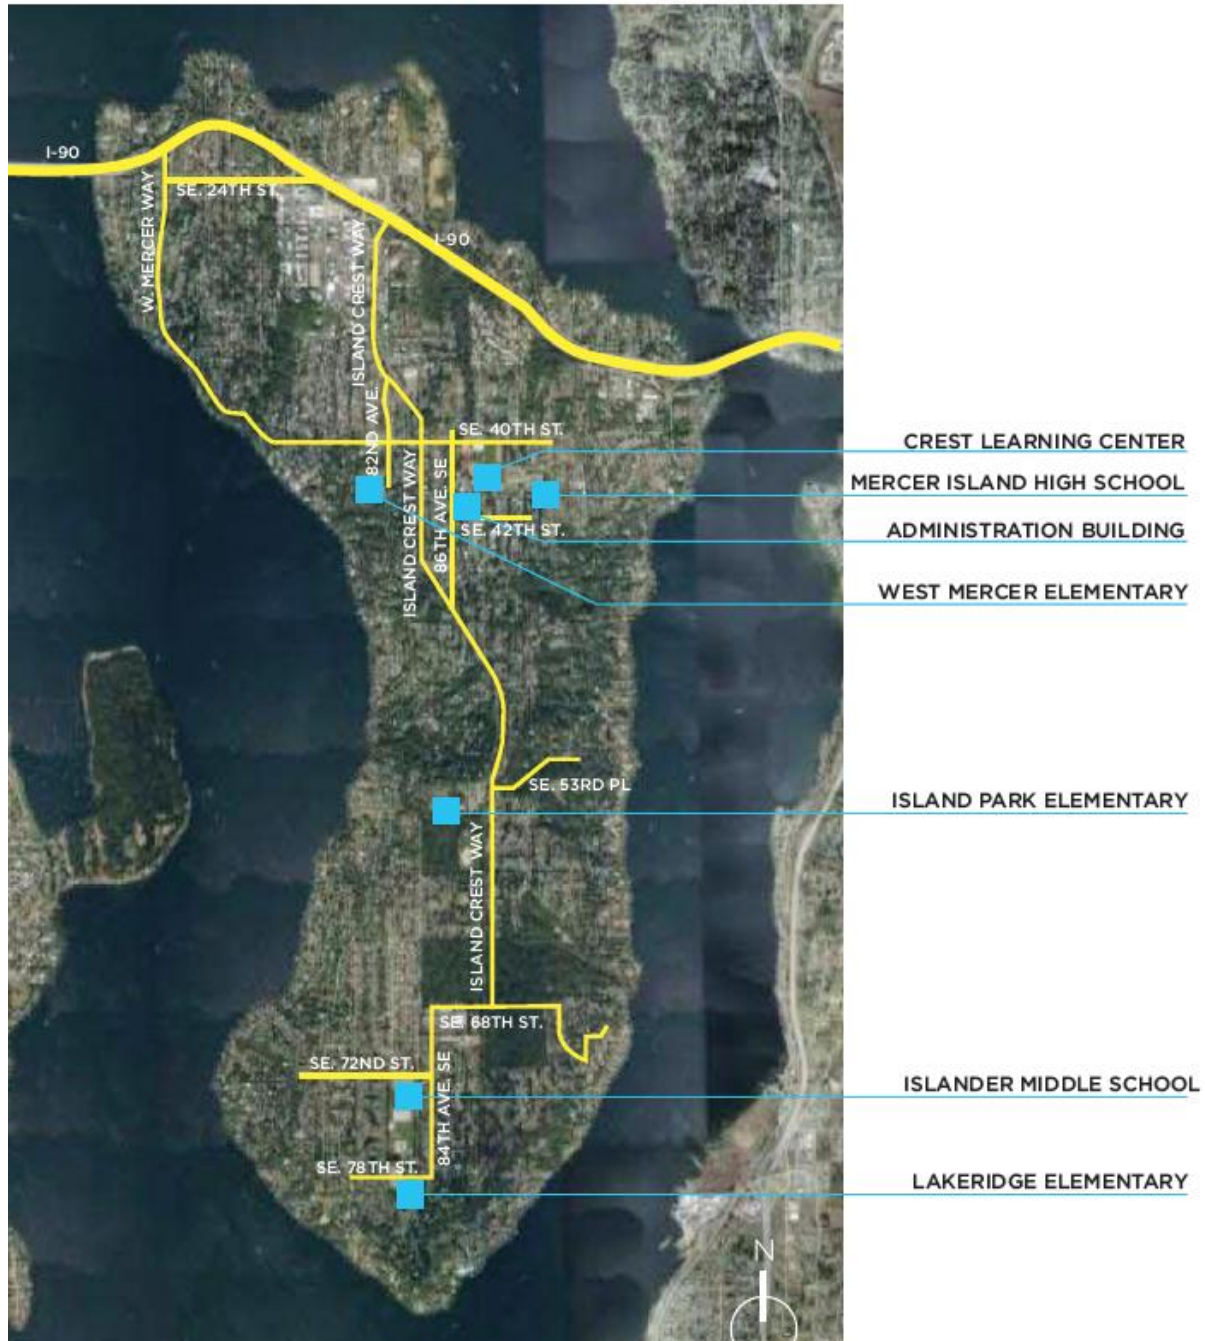 I-90
W. MERCER WAY
SE. 24TH ST.
ISLAND CREST WAY
I-90
82ND AVE.
SE. 40TH ST.
CREST LEARNING CENTER
ISLAND CREST WAY
86TH AVE. SE
MERCER ISLAND HIGH SCHOOL
SE. 42TH ST.
ADMINISTRATION BUILDING
WEST MERCER ELEMENTARY
SE. 53RD PL
ISLAND PARK ELEMENTARY
ISLAND CREST WAY
SE. 68TH ST.
SE. 72ND ST.
84TH AVE. SE
ISLANDER MIDDLE SCHOOL
SE. 78TH ST.
LAKERIDGE ELEMENTARY
N